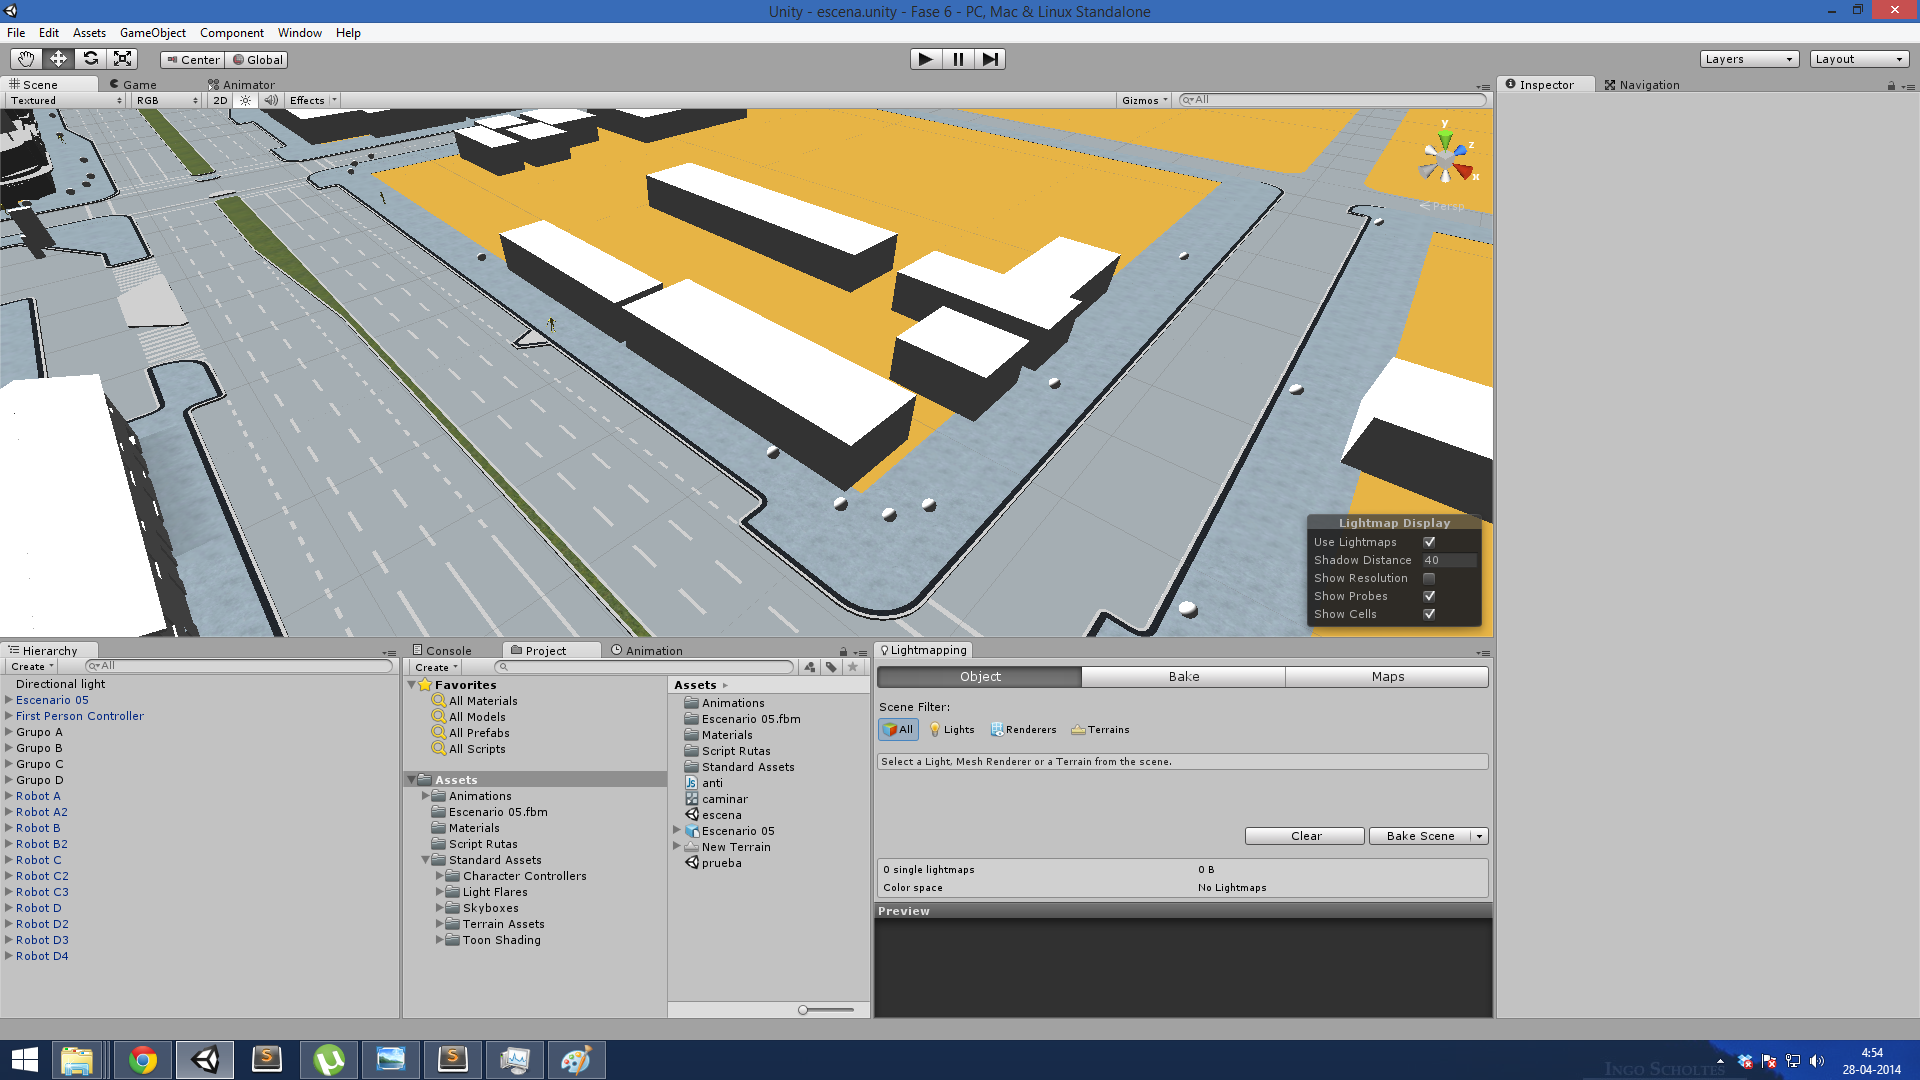 Unity - escena.unity - Fase 6 - PC, Mac & Linux Standalone
File Edit Assets GameObject Component Window Help
Center Global Layers Layout
Scene Game Animator Inspector Navigation
Textured RGB 2D Effects Gizmos All
y
z
x
Persp
Lightmap Display
Use Lightmaps
Shadow Distance 40
Show Resolution
Show Probes
Show Cells
Hierarchy
Create All
Directional light
Escenario 05
First Person Controller
Grupo A
Grupo B
Grupo C
Grupo D
Robot A
Robot A2
Robot B
Robot B2
Robot C
Robot C2
Robot C3
Robot D
Robot D2
Robot D3
Robot D4
Console Project Animation
Create
Favorites
All Materials
All Models
All Prefabs
All Scripts
Assets
Animations
Escenario 05.fbm
Materials
Script Rutas
Standard Assets
Character Controllers
Light Flares
Skyboxes
Terrain Assets
Toon Shading
Assets
Animations
Escenario 05.fbm
Materials
Script Rutas
Standard Assets
Js anti
caminar
escena
Escenario 05
New Terrain
prueba
Lightmapping
Object Bake Maps
Scene Filter:
All Lights Renderers Terrains
Select a Light, Mesh Renderer or a Terrain from the scene.
Clear Bake Scene
0 single lightmaps 0 B
Color space No Lightmaps
Preview
S
S
INGO SCHOLTES
4:54
28-04-2014